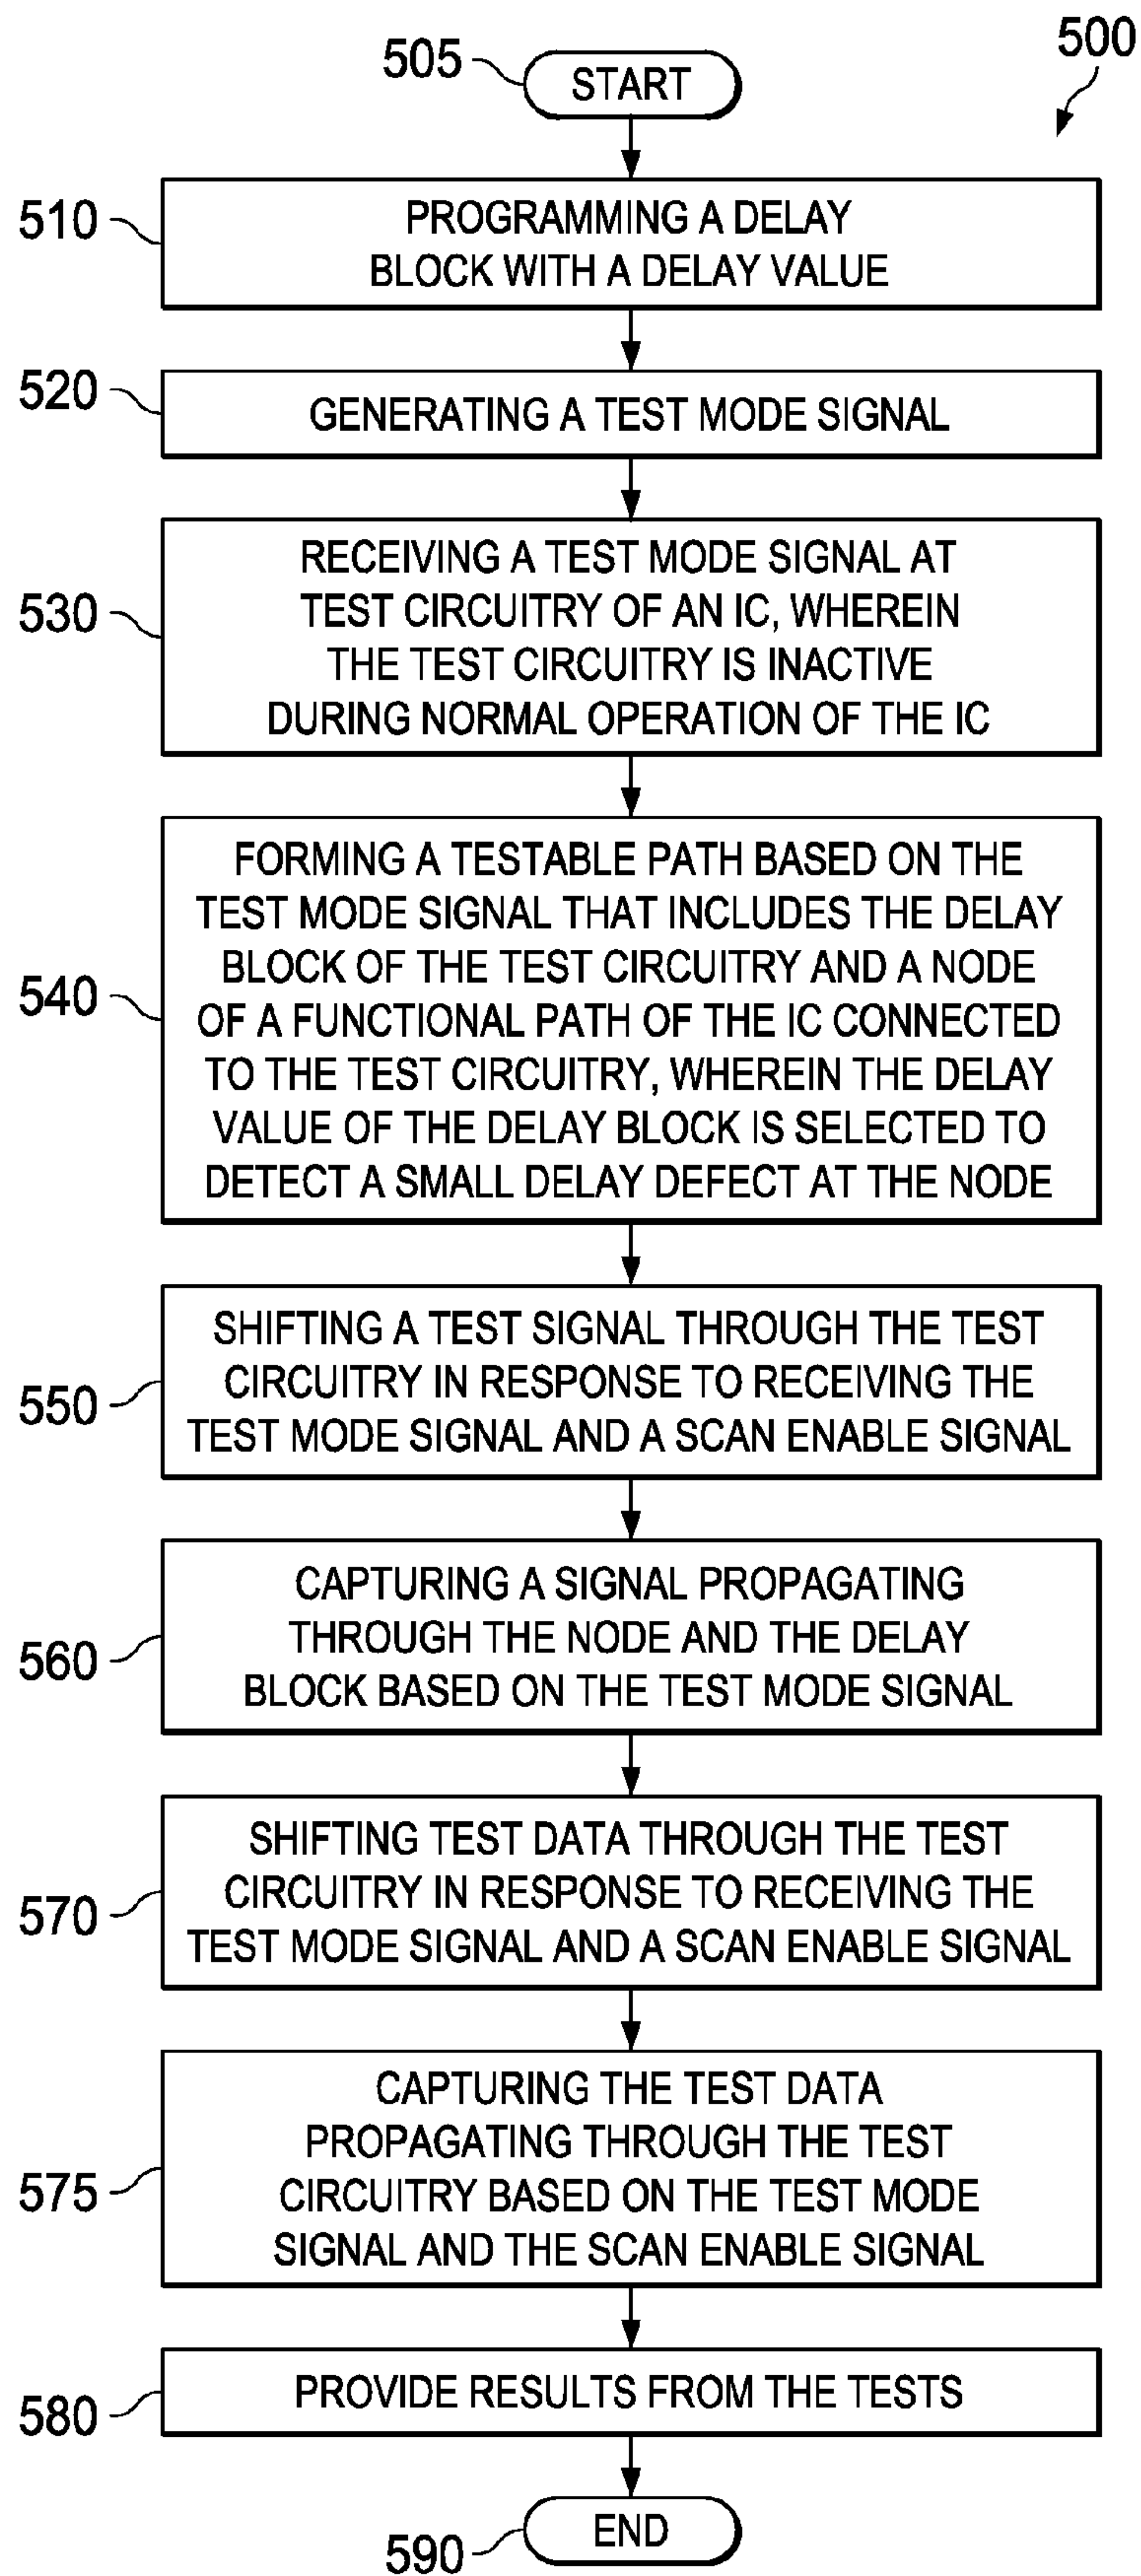 500
505
START
510
PROGRAMMING A DELAY
BLOCK WITH A DELAY VALUE
520
GENERATING A TEST MODE SIGNAL
530
RECEIVING A TEST MODE SIGNAL AT
TEST CIRCUITRY OF AN IC, WHEREIN
THE TEST CIRCUITRY IS INACTIVE
DURING NORMAL OPERATION OF THE IC
540
FORMING A TESTABLE PATH BASED ON THE
TEST MODE SIGNAL THAT INCLUDES THE DELAY
BLOCK OF THE TEST CIRCUITRY AND A NODE
OF A FUNCTIONAL PATH OF THE IC CONNECTED
TO THE TEST CIRCUITRY, WHEREIN THE DELAY
VALUE OF THE DELAY BLOCK IS SELECTED TO
DETECT A SMALL DELAY DEFECT AT THE NODE
550
SHIFTING A TEST SIGNAL THROUGH THE TEST
CIRCUITRY IN RESPONSE TO RECEIVING THE
TEST MODE SIGNAL AND A SCAN ENABLE SIGNAL
560
CAPTURING A SIGNAL PROPAGATING
THROUGH THE NODE AND THE DELAY
BLOCK BASED ON THE TEST MODE SIGNAL
570
SHIFTING TEST DATA THROUGH THE TEST
CIRCUITRY IN RESPONSE TO RECEIVING THE
TEST MODE SIGNAL AND A SCAN ENABLE SIGNAL
575
CAPTURING THE TEST DATA
PROPAGATING THROUGH THE TEST
CIRCUITRY BASED ON THE TEST MODE
SIGNAL AND THE SCAN ENABLE SIGNAL
580
PROVIDE RESULTS FROM THE TESTS
590
END